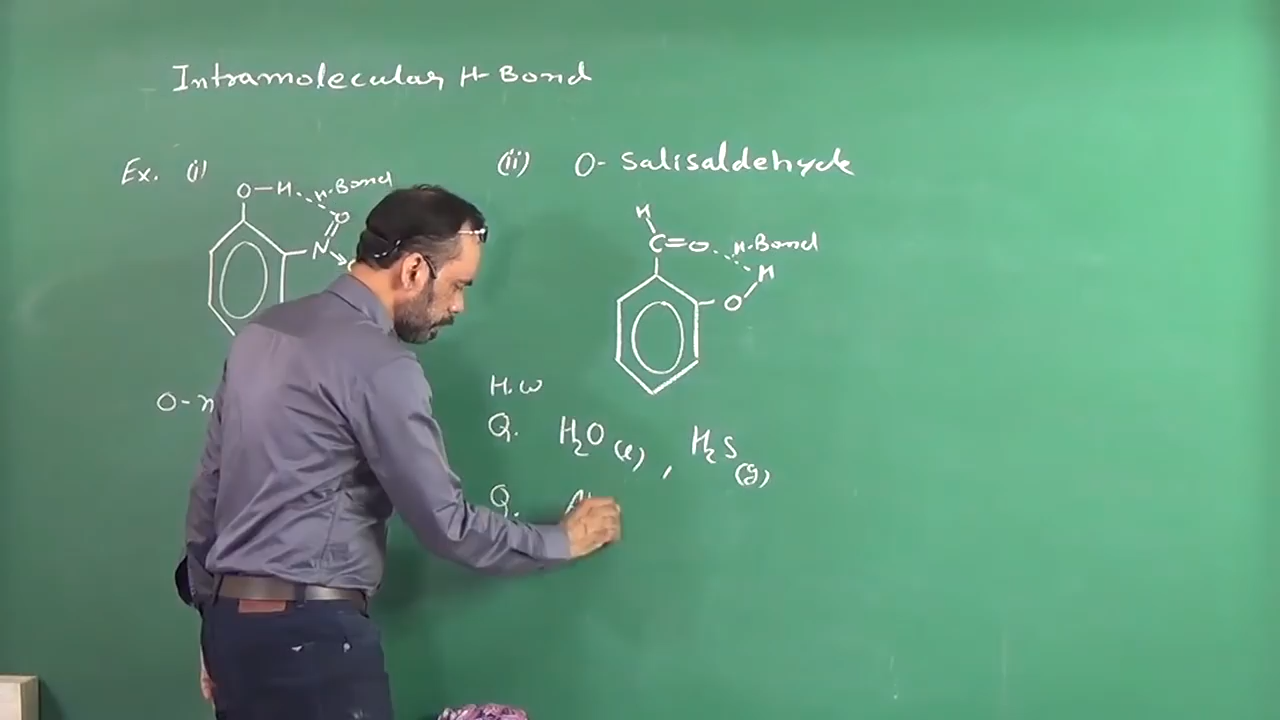 Intramolecular H-Bond
Ex. (i)
O-H H-Bond
O
N
(ii) O- Salisaldehyde
H
C=O H-Bond
H
O
O-n
H.W
Q. H2O (l), H2S (g)
Q.